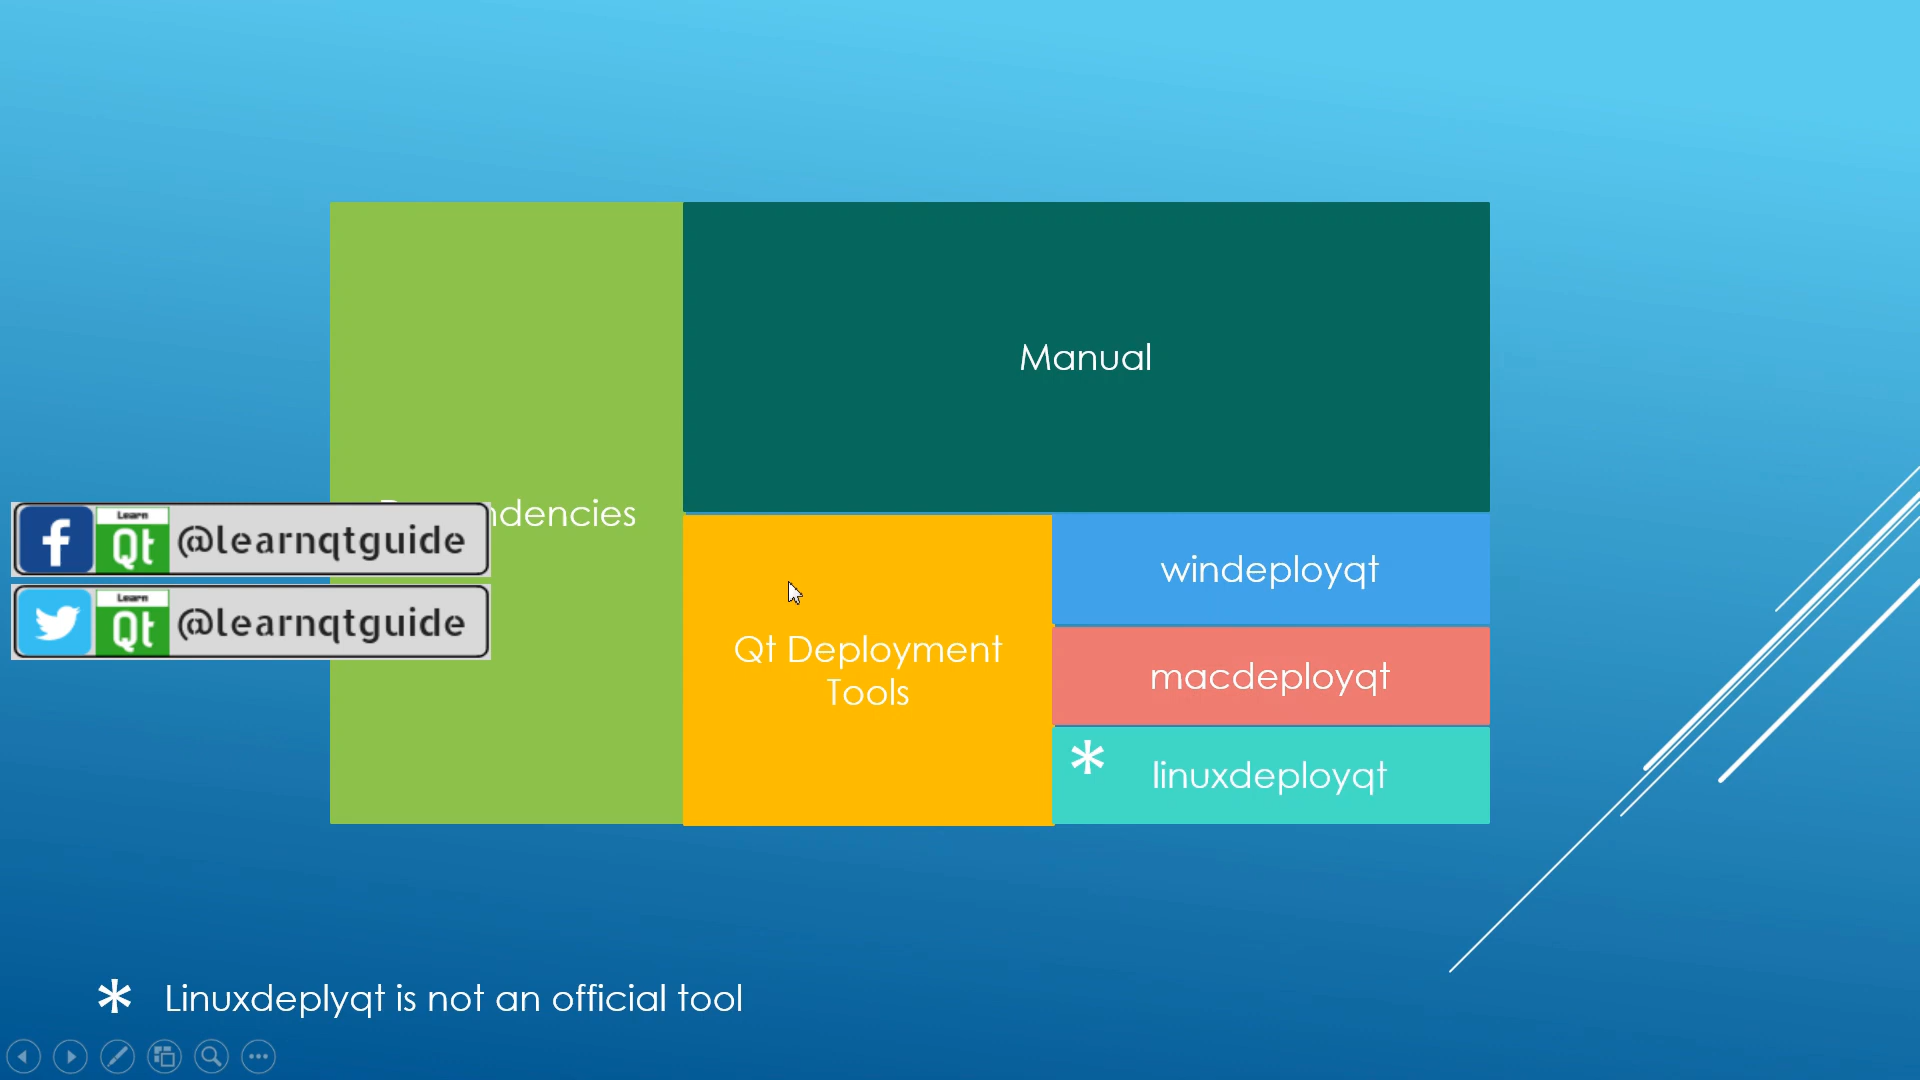 Manual
ndencies
Learn
Qt @learnqtguide
windeployqt
Learn
Qt @learnqtguide
Qt Deployment
Tools
macdeployqt
* linuxdeployqt
* Linuxdeplyqt is not an official tool